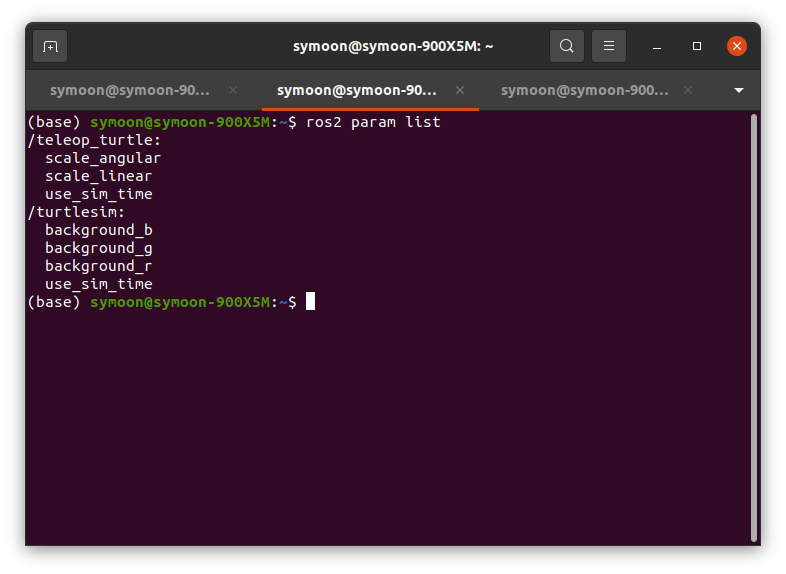 symoon@symoon-900X5M: ~
symoon@symoon-90...
symoon@symoon-90...
symoon@symoon-900...
(base) symoon@symoon-900X5M:~$ ros2 param list
/teleop_turtle:
  scale_angular
  scale_linear
  use_sim_time
/turtlesim:
  background_b
  background_g
  background_r
  use_sim_time
(base) symoon@symoon-900X5M:~$